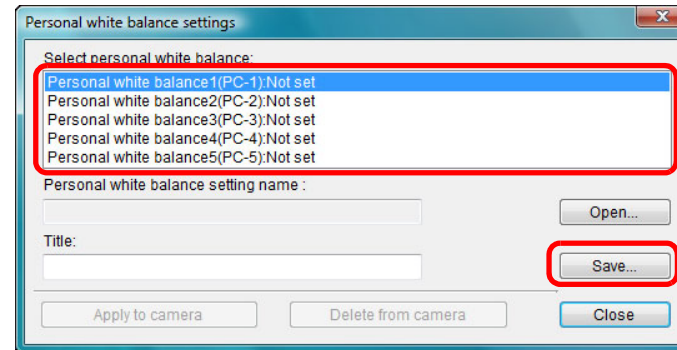 Personal white balance settings
Select personal white balance:
Personal white balance1(PC-1):Not set
Personal white balance2(PC-2):Not set
Personal white balance3(PC-3):Not set
Personal white balance4(PC-4):Not set
Personal white balance5(PC-5):Not set
Personal white balance setting name :
Open...
Title:
Save...
Apply to camera Delete from camera Close